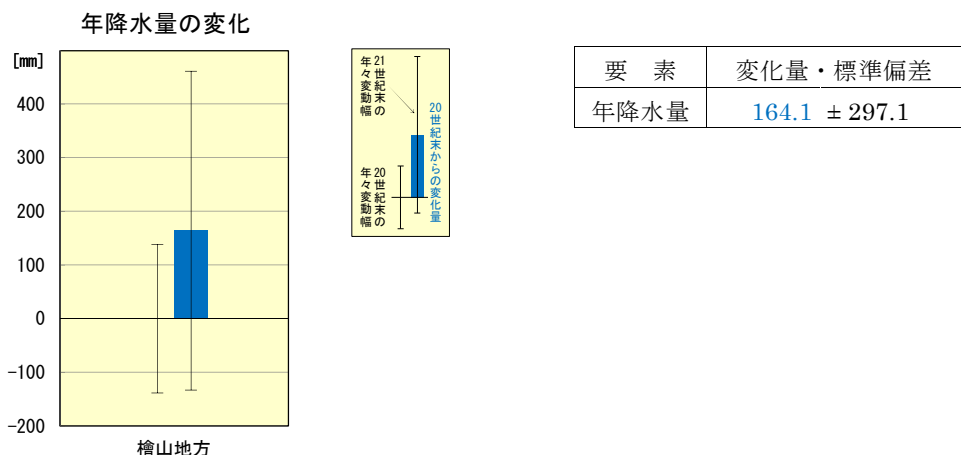 年降水量の変化
[mm]
400
300
200
100
0
-100
-200
檜山地方
21世紀末の
年々変動幅
20世紀末からの変化量
20世紀末の
年々変動幅
要 素 変化量・標準偏差
年降水量 164.1 ± 297.1